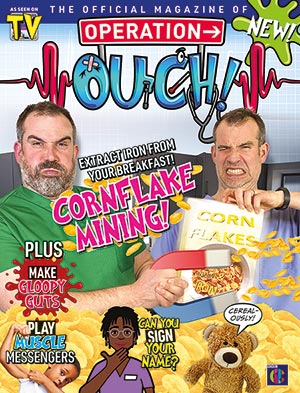 AS SEEN ON
TV
THE OFFICIAL MAGAZINE OF
OPERATION
OUCH!
NEW!
EXTRACT IRON FROM
YOUR BREAKFAST!
CORNFLAKE
MINING!
CORN
FLAKES
PLUS
MAKE
GLOOPY
GUTS
PLAY
MUSCLE
MESSENGERS
CAN YOU
SIGN
YOUR
NAME?
CEREAL-
OUSLY!